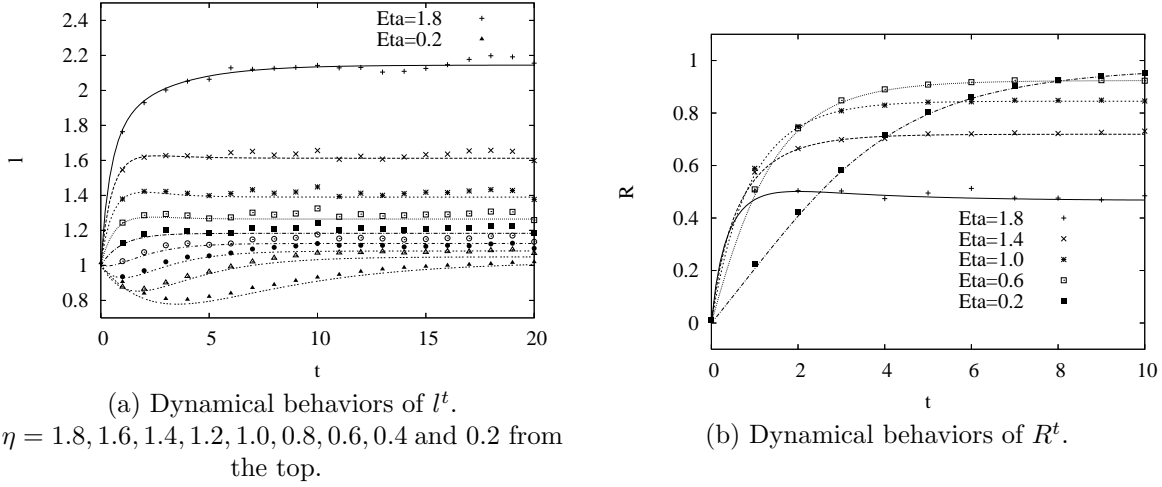 2.4
2.2
2
1.8
1.6
1.4
1.2
1
0.8
l
0
5
10
15
20
t
Eta=1.8
Eta=0.2
(a) Dynamical behaviors of l^t.
η = 1.8, 1.6, 1.4, 1.2, 1.0, 0.8, 0.6, 0.4 and 0.2 from
the top.
1
0.8
0.6
0.4
0.2
0
R
0
2
4
6
8
10
t
Eta=1.8
Eta=1.4
Eta=1.0
Eta=0.6
Eta=0.2
(b) Dynamical behaviors of R^t.